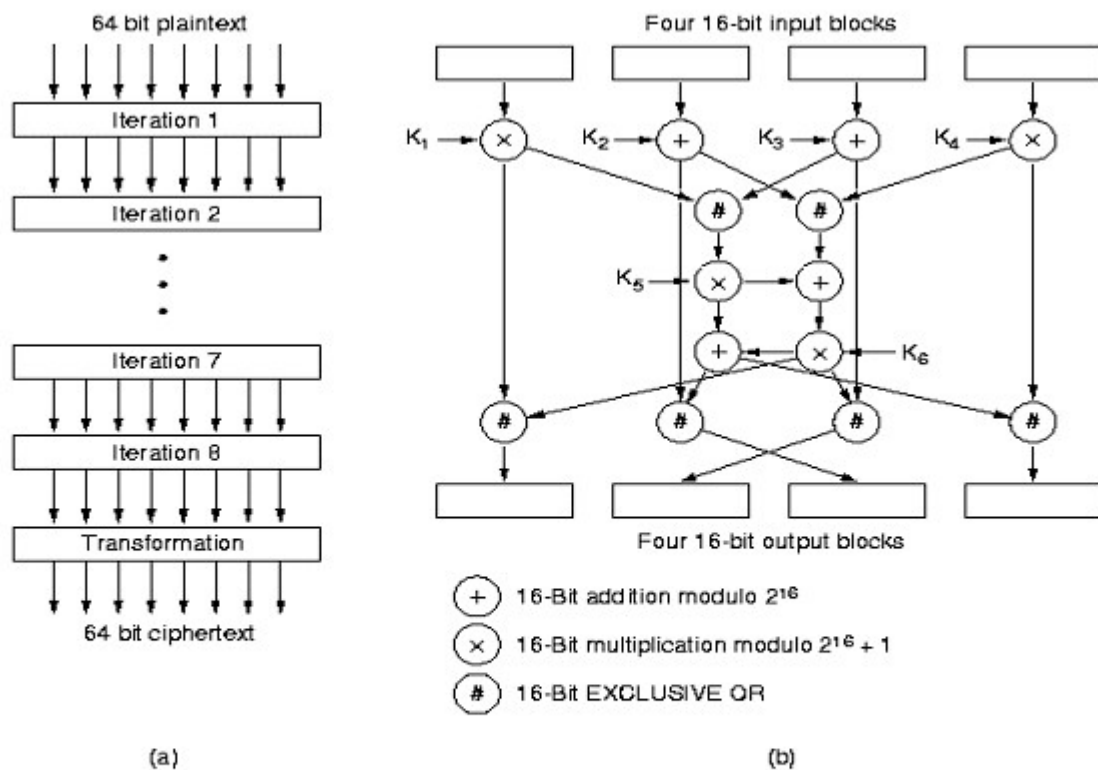 64 bit plaintext
Iteration 1
Iteration 2
Iteration 7
Iteration 8
Transformation
64 bit ciphertext
(a)
Four 16-bit input blocks
K₁ × K₂ + K₃ + K₄ ×
# #
K₅ × +
+ × K₆
# # # #
Four 16-bit output blocks
+ 16-Bit addition modulo 2¹⁶
× 16-Bit multiplication modulo 2¹⁶ + 1
# 16-Bit EXCLUSIVE OR
(b)